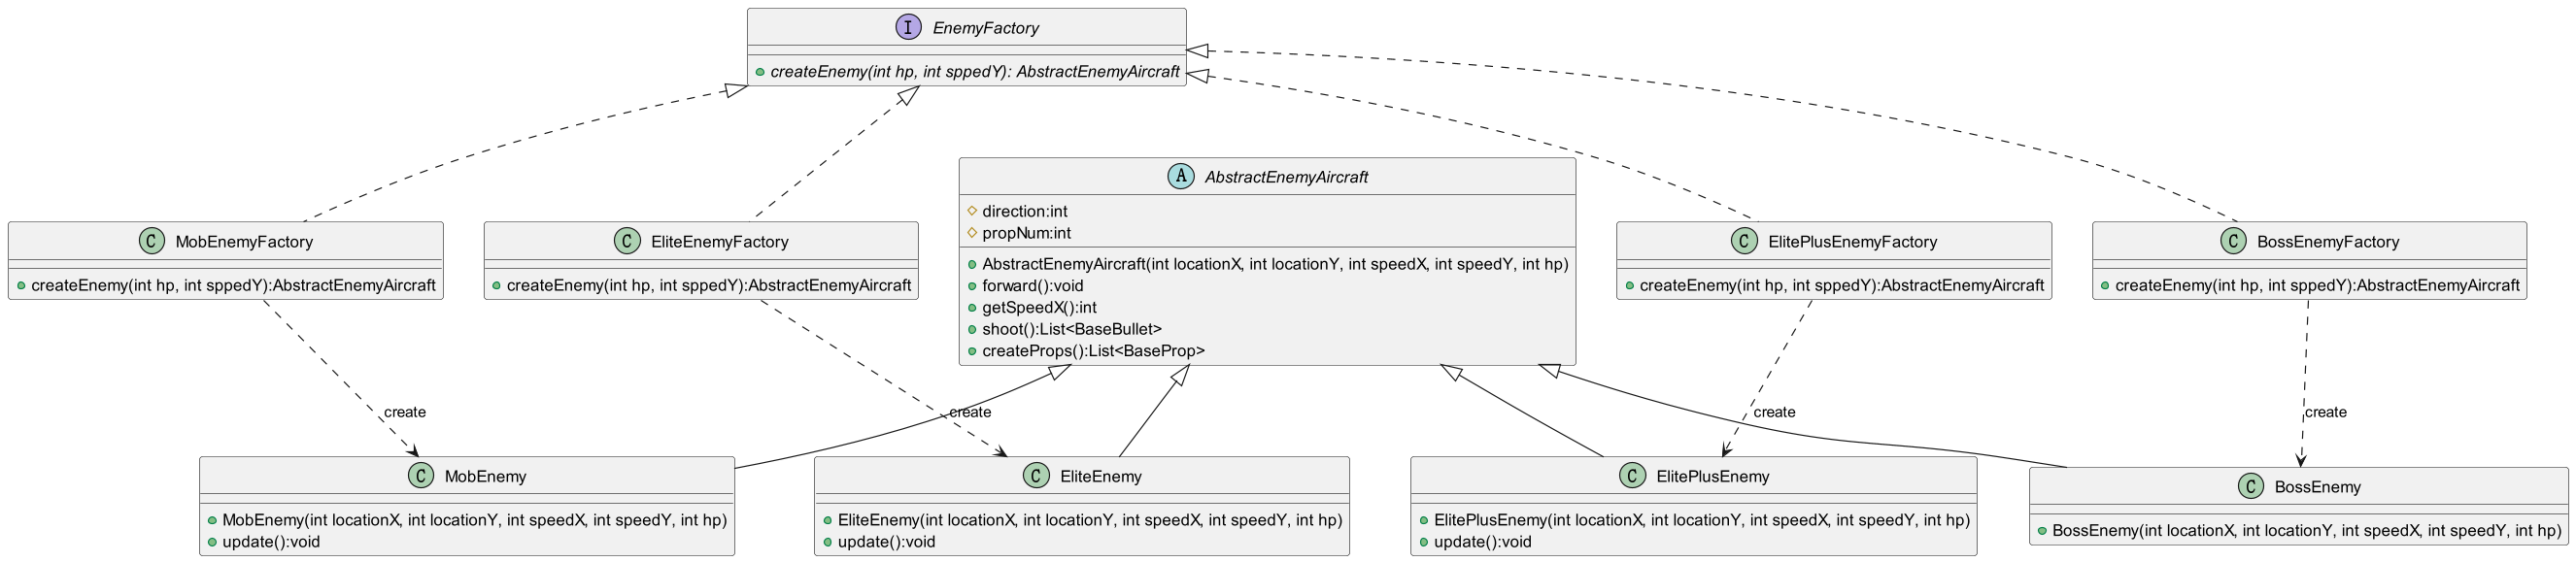 I EnemyFactory
createEnemy(int hp, int sppedY): AbstractEnemyAircraft
A AbstractEnemyAircraft
direction:int
propNum:int
AbstractEnemyAircraft(int locationX, int locationY, int speedX, int speedY, int hp)
forward():void
getSpeedX():int
shoot():List<BaseBullet>
createProps():List<BaseProp>
C MobEnemyFactory
createEnemy(int hp, int sppedY):AbstractEnemyAircraft
C EliteEnemyFactory
createEnemy(int hp, int sppedY):AbstractEnemyAircraft
C ElitePlusEnemyFactory
createEnemy(int hp, int sppedY):AbstractEnemyAircraft
C BossEnemyFactory
createEnemy(int hp, int sppedY):AbstractEnemyAircraft
create
create
create
create
C MobEnemy
MobEnemy(int locationX, int locationY, int speedX, int speedY, int hp)
update():void
C EliteEnemy
EliteEnemy(int locationX, int locationY, int speedX, int speedY, int hp)
update():void
C ElitePlusEnemy
ElitePlusEnemy(int locationX, int locationY, int speedX, int speedY, int hp)
update():void
C BossEnemy
BossEnemy(int locationX, int locationY, int speedX, int speedY, int hp)